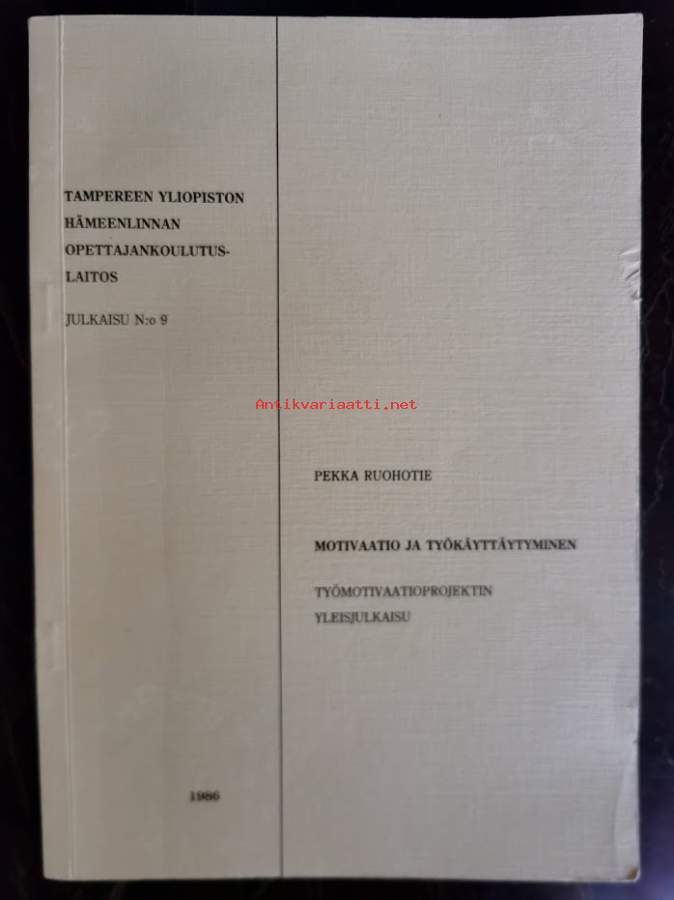 TAMPEREEN YLIOPISTON
HÄMEENLINNAN
OPETTAJANKOULUTUS-
LAITOS
JULKAISU N:o 9
Antikvariaatti.net
PEKKA RUOHOTIE
MOTIVAATIO JA TYÖKÄYTTÄYTYMINEN
TYÖMOTIVAATIOPROJEKTIN
YLEISJULKAISU
1986